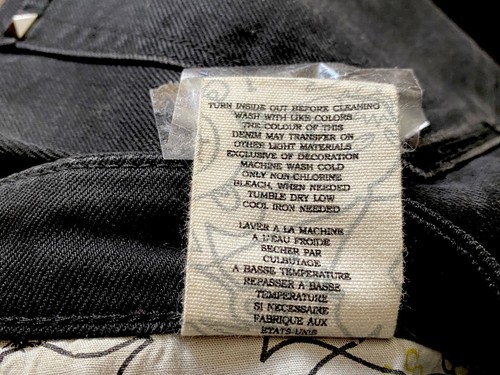 TURN INSIDE OUT BEFORE CLEANING
WASH WITH LIKE COLORS
THE COLOUR OF THIS
DENIM MAY TRANSFER ON
OTHER LIGHT MATERIALS
EXCLUSIVE OF DECORATION
MACHINE WASH COLD
ONLY NON-CHLORINE
BLEACH, WHEN NEEDED
TUMBLE DRY LOW
COOL IRON NEEDED
LAVER A LA MACHINE
A L'EAU FROIDE
SECHER PAR
CULBUTAGE
A BASSE TEMPERATURE
REPASSER A BASSE
TEMPERATURE
SI NECESSAIRE
FABRIQUE AUX
ETATS-UNIS